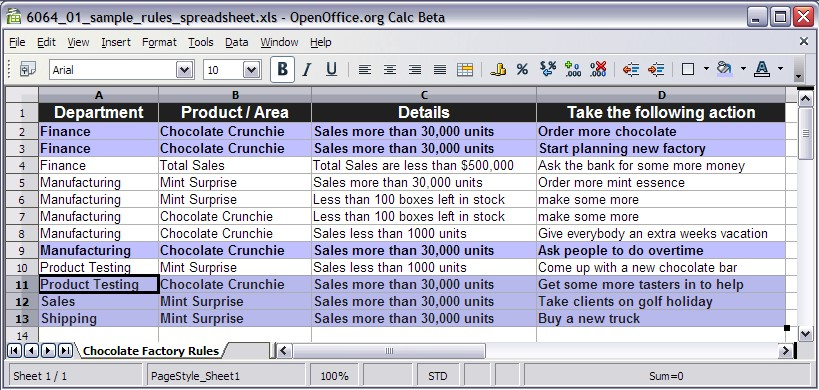 6064_01_sample_rules_spreadsheet.xls - OpenOffice.org Calc Beta
File Edit View Insert Format Tools Data Window Help
Arial 10 B I U % .000 .000 A
A B C D
1 Department Product / Area Details Take the following action
2 Finance Chocolate Crunchie Sales more than 30,000 units Order more chocolate
3 Finance Chocolate Crunchie Sales more than 30,000 units Start planning new factory
4 Finance Total Sales Total Sales are less than $500,000 Ask the bank for some more money
5 Manufacturing Mint Surprise Sales more than 30,000 units Order more mint essence
6 Manufacturing Mint Surprise Less than 100 boxes left in stock make some more
7 Manufacturing Chocolate Crunchie Less than 100 boxes left in stock make some more
8 Manufacturing Chocolate Crunchie Sales less than 1000 units Give everybody an extra weeks vacation
9 Manufacturing Chocolate Crunchie Sales more than 30,000 units Ask people to do overtime
10 Product Testing Mint Surprise Sales less than 1000 units Come up with a new chocolate bar
11 Product Testing Chocolate Crunchie Sales more than 30,000 units Get some more tasters in to help
12 Sales Mint Surprise Sales more than 30,000 units Take clients on golf holiday
13 Shipping Mint Surprise Sales more than 30,000 units Buy a new truck
14
Chocolate Factory Rules
Sheet 1 / 1 PageStyle_Sheet1 100% STD Sum=0